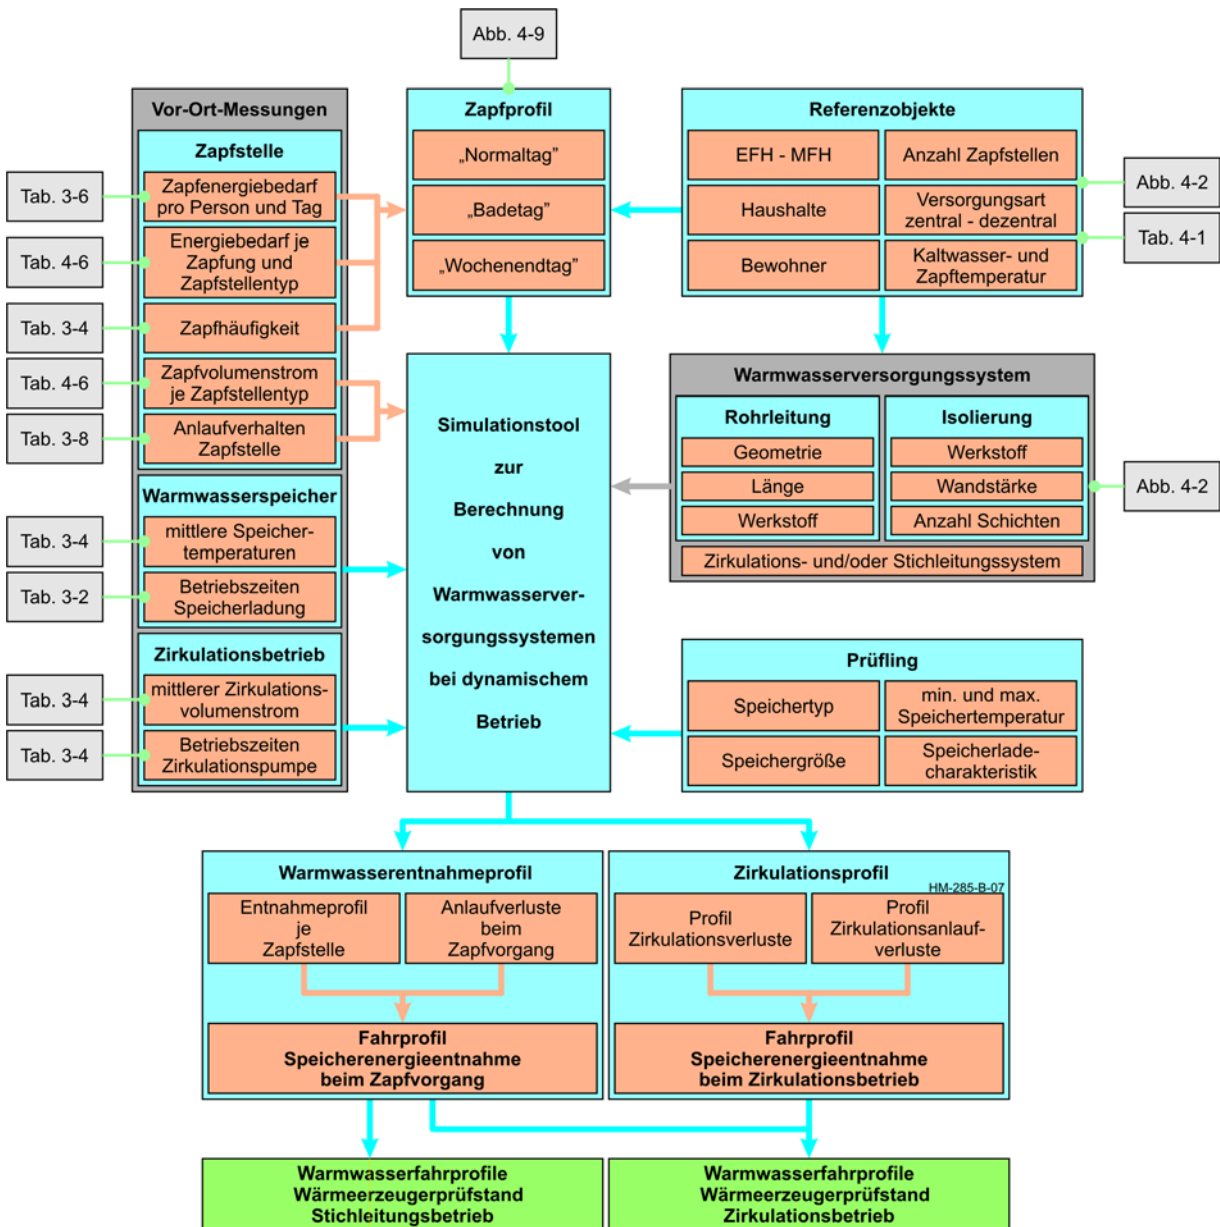 Abb. 4-9
Vor-Ort-Messungen
Zapfstelle
Tab. 3-6
Zapfenergiebedarf
pro Person und Tag
Tab. 4-6
Energiebedarf je
Zapfung und
Zapfstellentyp
Tab. 3-4
Zapfhäufigkeit
Tab. 4-6
Zapfvolumenstrom
je Zapfstellentyp
Tab. 3-8
Anlaufverhalten
Zapfstelle
Warmwasserspeicher
Tab. 3-4
mittlere Speicher-
temperaturen
Tab. 3-2
Betriebszeiten
Speicherladung
Zirkulationsbetrieb
Tab. 3-4
mittlerer Zirkulations-
volumenstrom
Tab. 3-4
Betriebszeiten
Zirkulationspumpe
Zapfprofil
„Normaltag”
„Badetag”
„Wochenendtag”
Simulationstool
zur
Berechnung
von
Warmwasserver-
sorgungssystemen
bei dynamischem
Betrieb
Referenzobjekte
EFH - MFH
Anzahl Zapfstellen
Haushalte
Versorgungsart
zentral - dezentral
Bewohner
Kaltwasser- und
Zapftemperatur
Abb. 4-2
Tab. 4-1
Warmwasserversorgungssystem
Rohrleitung
Geometrie
Länge
Werkstoff
Isolierung
Werkstoff
Wandstärke
Anzahl Schichten
Zirkulations- und/oder Stichleitungssystem
Abb. 4-2
Prüfling
Speichertyp
min. und max.
Speichertemperatur
Speichergröße
Speicherlade-
charakteristik
Warmwasserentnahmeprofil
Entnahmeprofil
je
Zapfstelle
Anlaufverluste
beim
Zapfvorgang
Fahrprofil
Speicherenergieentnahme
beim Zapfvorgang
Zirkulationsprofil
HM-285-B-07
Profil
Zirkulationsverluste
Profil
Zirkulationsanlauf-
verluste
Fahrprofil
Speicherenergieentnahme
beim Zirkulationsbetrieb
Warmwasserfahrprofile
Wärmeerzeugerprüfstand
Stichleitungsbetrieb
Warmwasserfahrprofile
Wärmeerzeugerprüfstand
Zirkulationsbetrieb